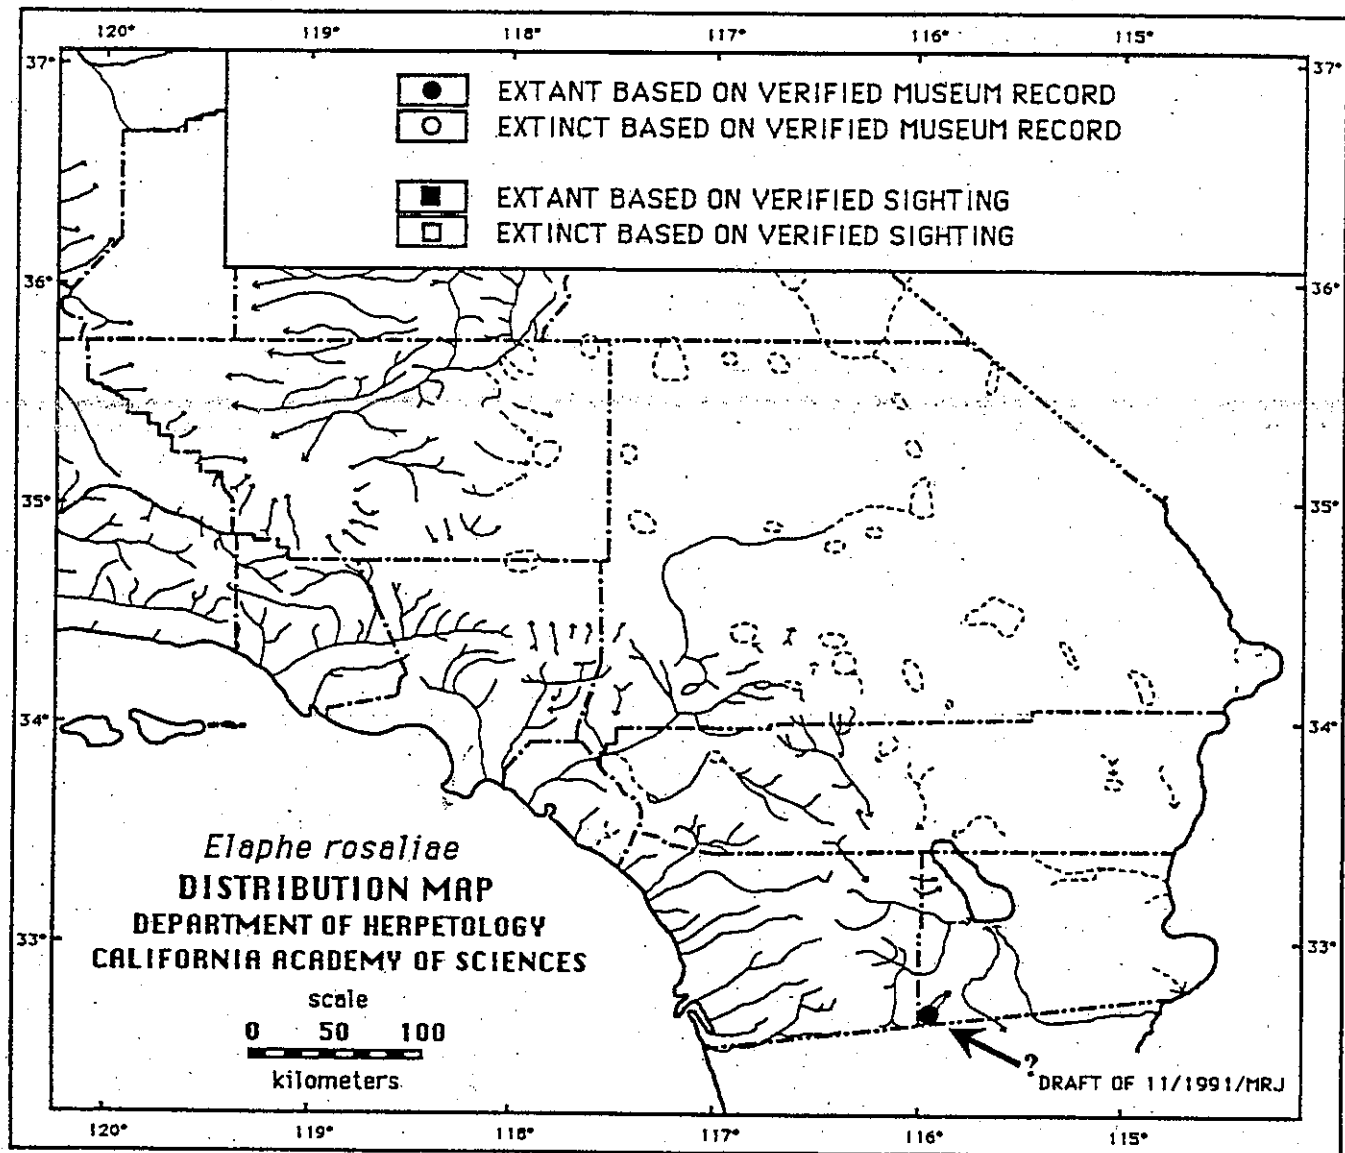 120° 119° 118° 117° 116° 115°
37° 37°
EXTANT BASED ON VERIFIED MUSEUM RECORD
EXTINCT BASED ON VERIFIED MUSEUM RECORD
EXTANT BASED ON VERIFIED SIGHTING
EXTINCT BASED ON VERIFIED SIGHTING
36° 36°
35° 35°
34° 34°
Elaphe rosaliae
DISTRIBUTION MAP
DEPARTMENT OF HERPETOLOGY
33° 33°
CALIFORNIA ACADEMY OF SCIENCES
scale
0 50 100
kilometers
?
DRAFT OF 11/1991/MRJ
120° 119° 118° 117° 116° 115°